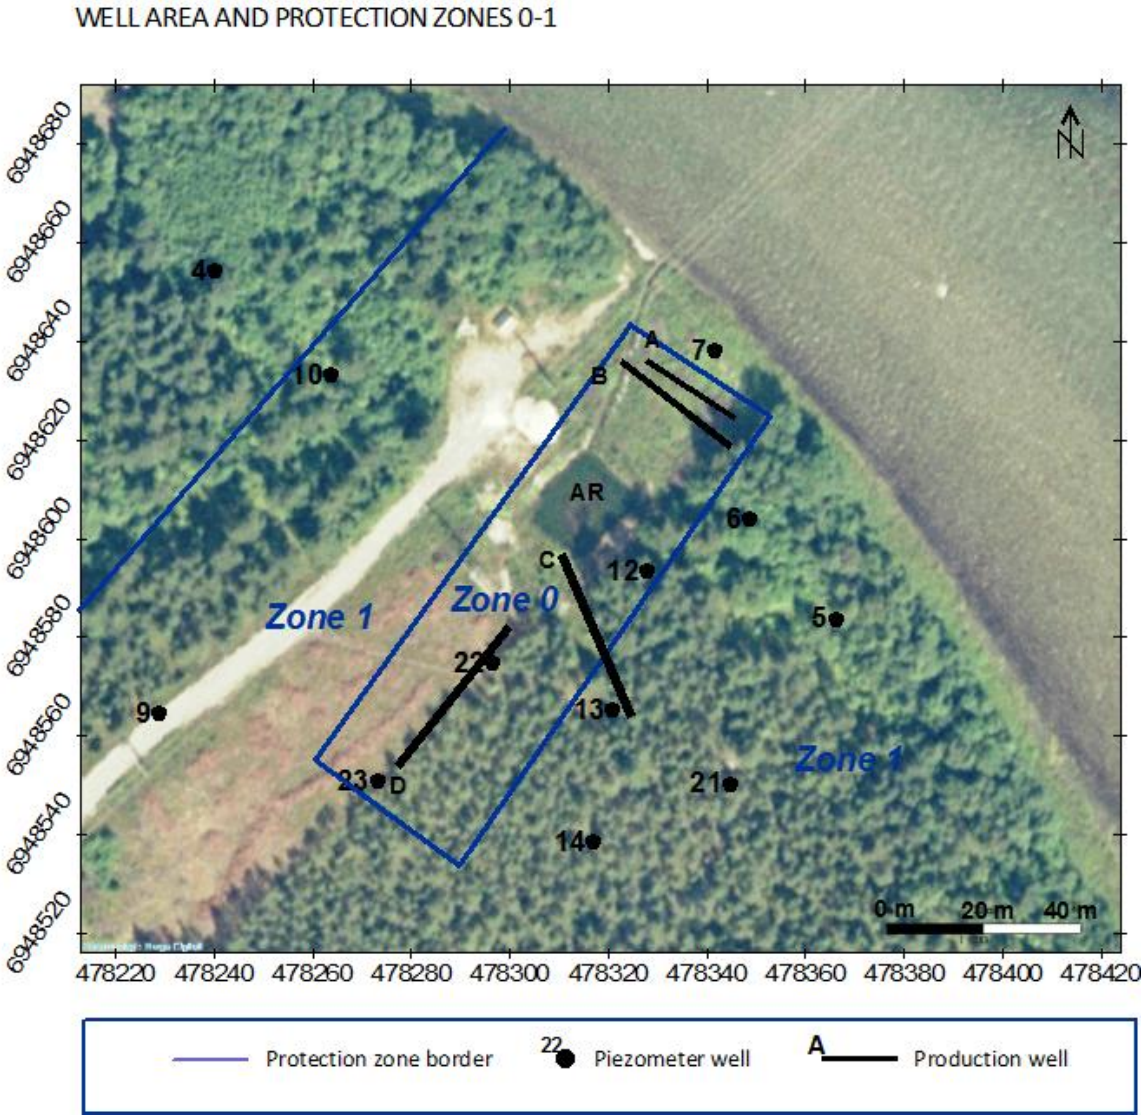 WELL AREA AND PROTECTION ZONES 0-1
N
6948680
6948660
6948640
6948620
6948600
6948580
6948560
6948540
6948520
4
10
A
7
B
AR
6
C
12
Zone 0
Zone 1
5
22
9
13
Zone 1
23
D
21
14
0 m 20 m 40 m
478220 478240 478260 478280 478300 478320 478340 478360 478380 478400 478420
Protection zone border
22 Piezometer well
A Production well